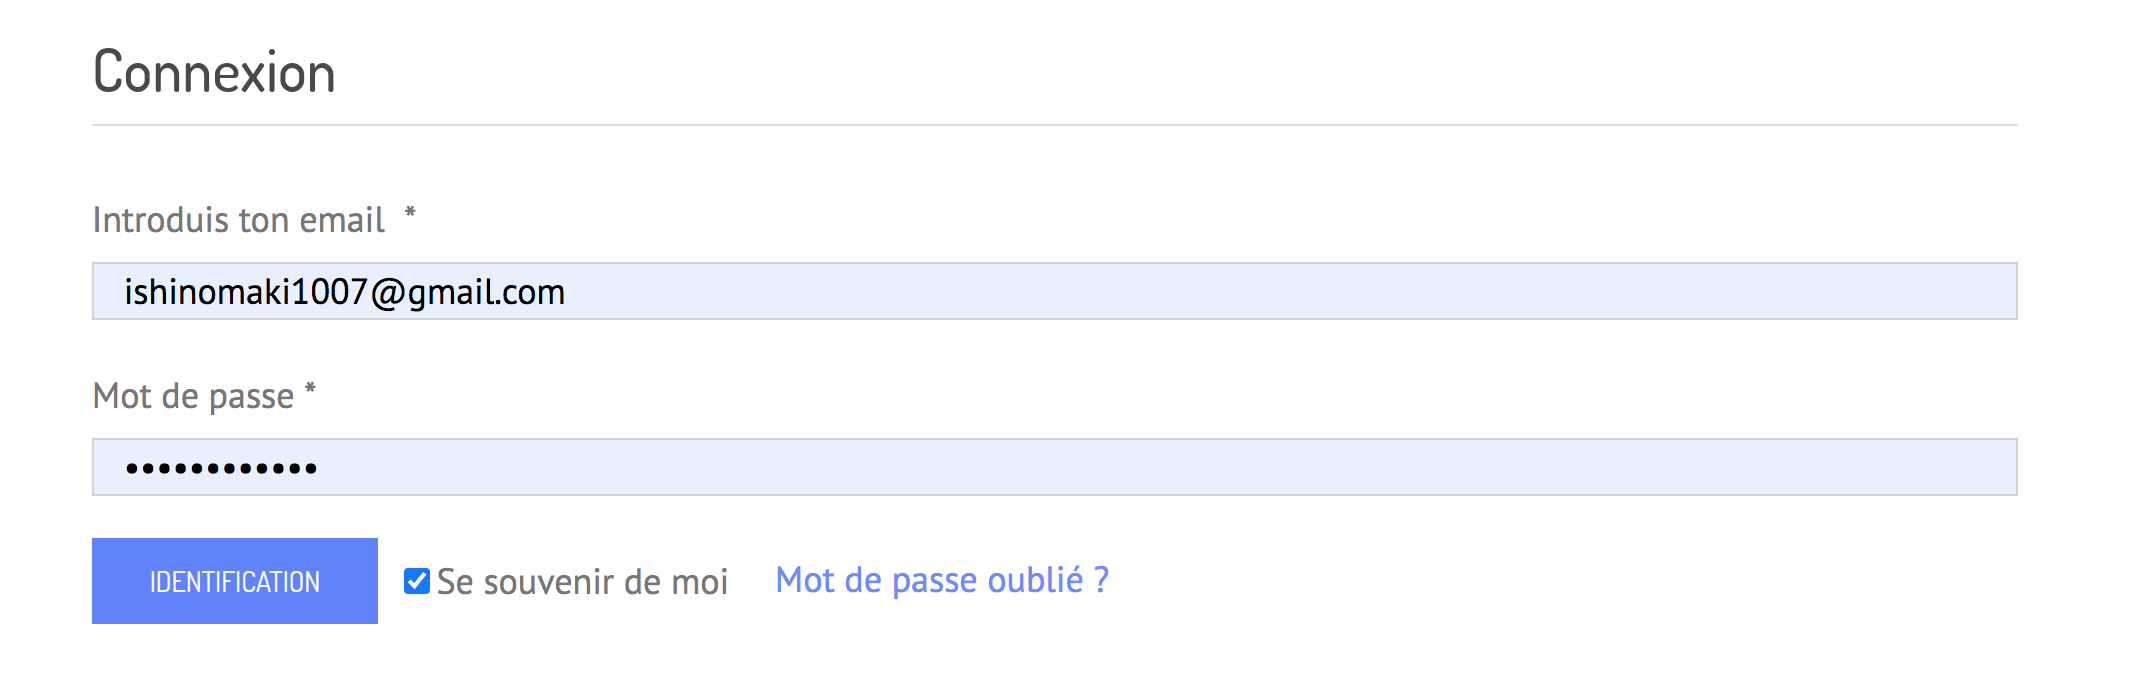 Connexion
Introduis ton email *
ishinomaki1007@gmail.com
Mot de passe *
••••••••••••
IDENTIFICATION Se souvenir de moi Mot de passe oublié ?